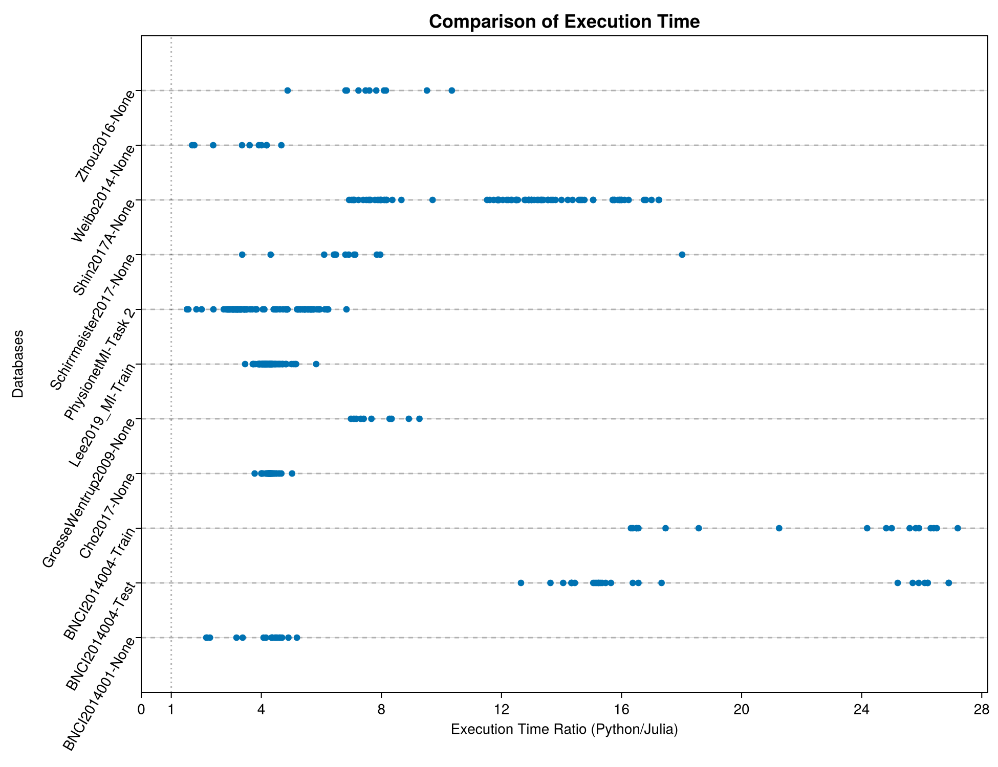 Comparison of Execution Time
Zhou2016-None
Weibo2014-None
Shin2017A-None
Schirrmeister2017-None
PhysionetMI-Task 2
Lee2019_MI-Train
GrosseWentrup2009-None
Cho2017-None
BNCI2014004-Train
BNCI2014004-Test
BNCI2014001-None
Databases
0 1 4 8 12 16 20 24 28
Execution Time Ratio (Python/Julia)